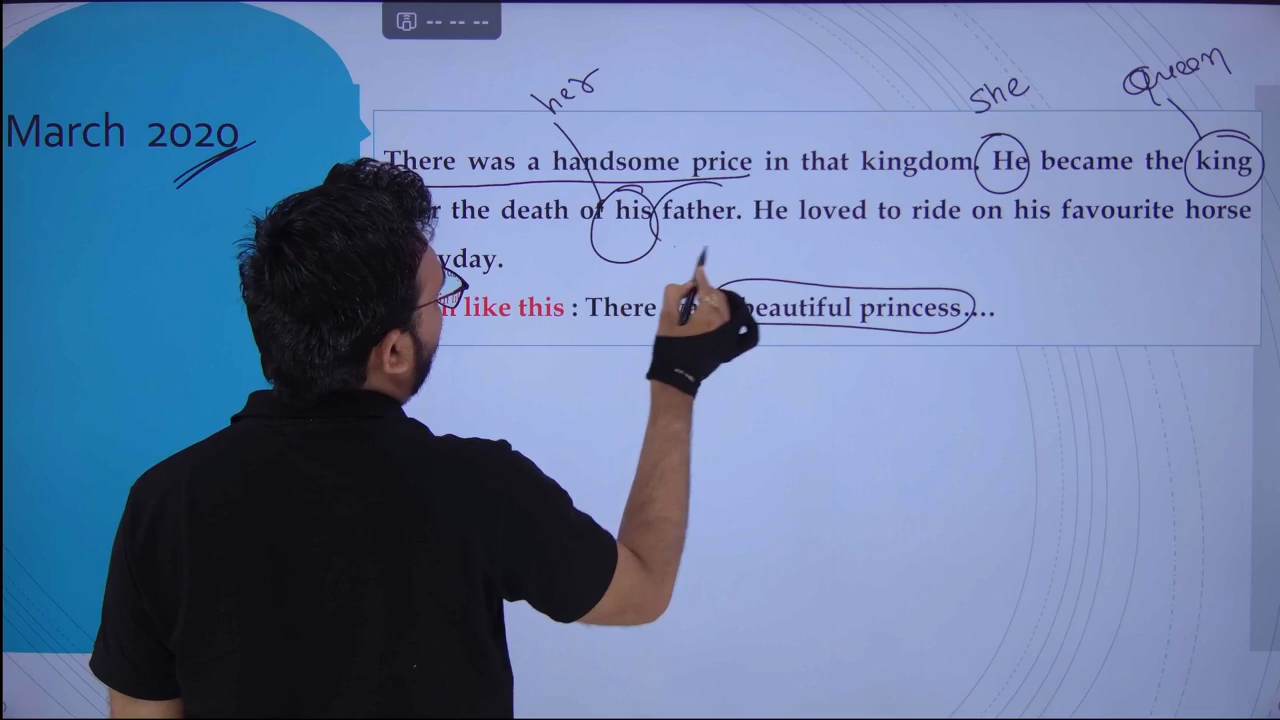 her
she
Queen
March 2020
There was a handsome price in that kingdom. He became the king
the death of his father. He loved to ride on his favourite horse
yday.
like this : There beautiful princess....